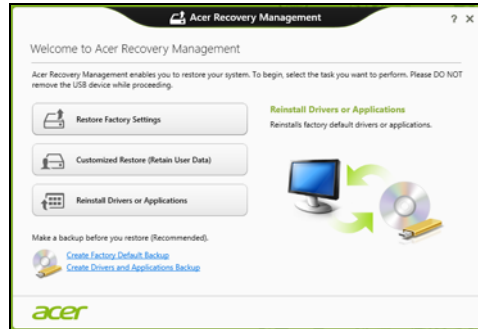 Acer Recovery Management
? X
Welcome to Acer Recovery Management
Acer Recovery Management enables you to restore your system. To begin, select the task you want to perform. Please DO NOT
remove the USB device while proceeding.
Restore Factory Settings
Reinstall Drivers or Applications
Reinstalls factory default drivers or applications.
Customized Restore (Retain User Data)
Reinstall Drivers or Applications
Make a backup before you restore (Recommended).
Create Factory Default Backup
Create Drivers and Applications Backup
acer